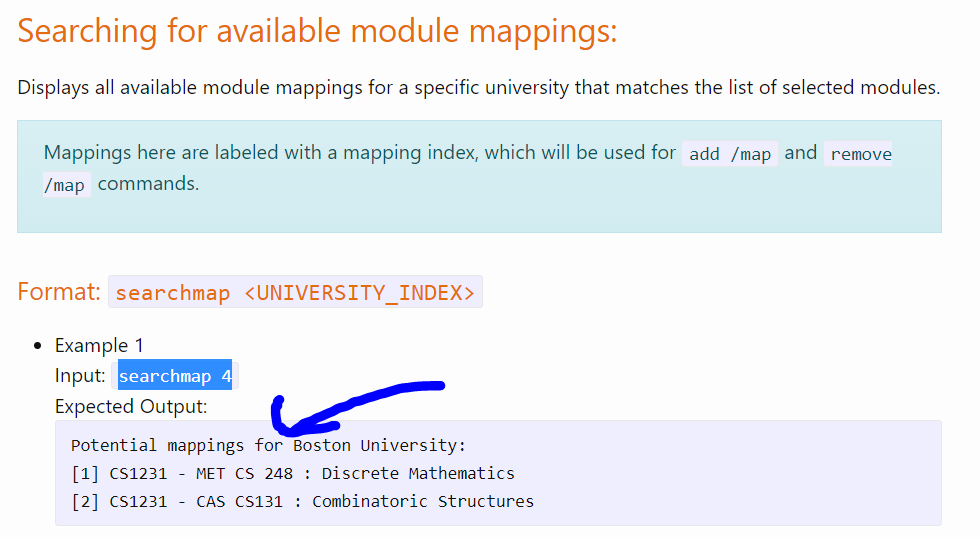 Searching for available module mappings:
Displays all available module mappings for a specific university that matches the list of selected modules.
Mappings here are labeled with a mapping index, which will be used for add /map and remove
/map commands.
Format: searchmap <UNIVERSITY_INDEX>
• Example 1
Input: searchmap 4
Expected Output:
Potential mappings for Boston University:
[1] CS1231 - MET CS 248 : Discrete Mathematics
[2] CS1231 - CAS CS131 : Combinatoric Structures